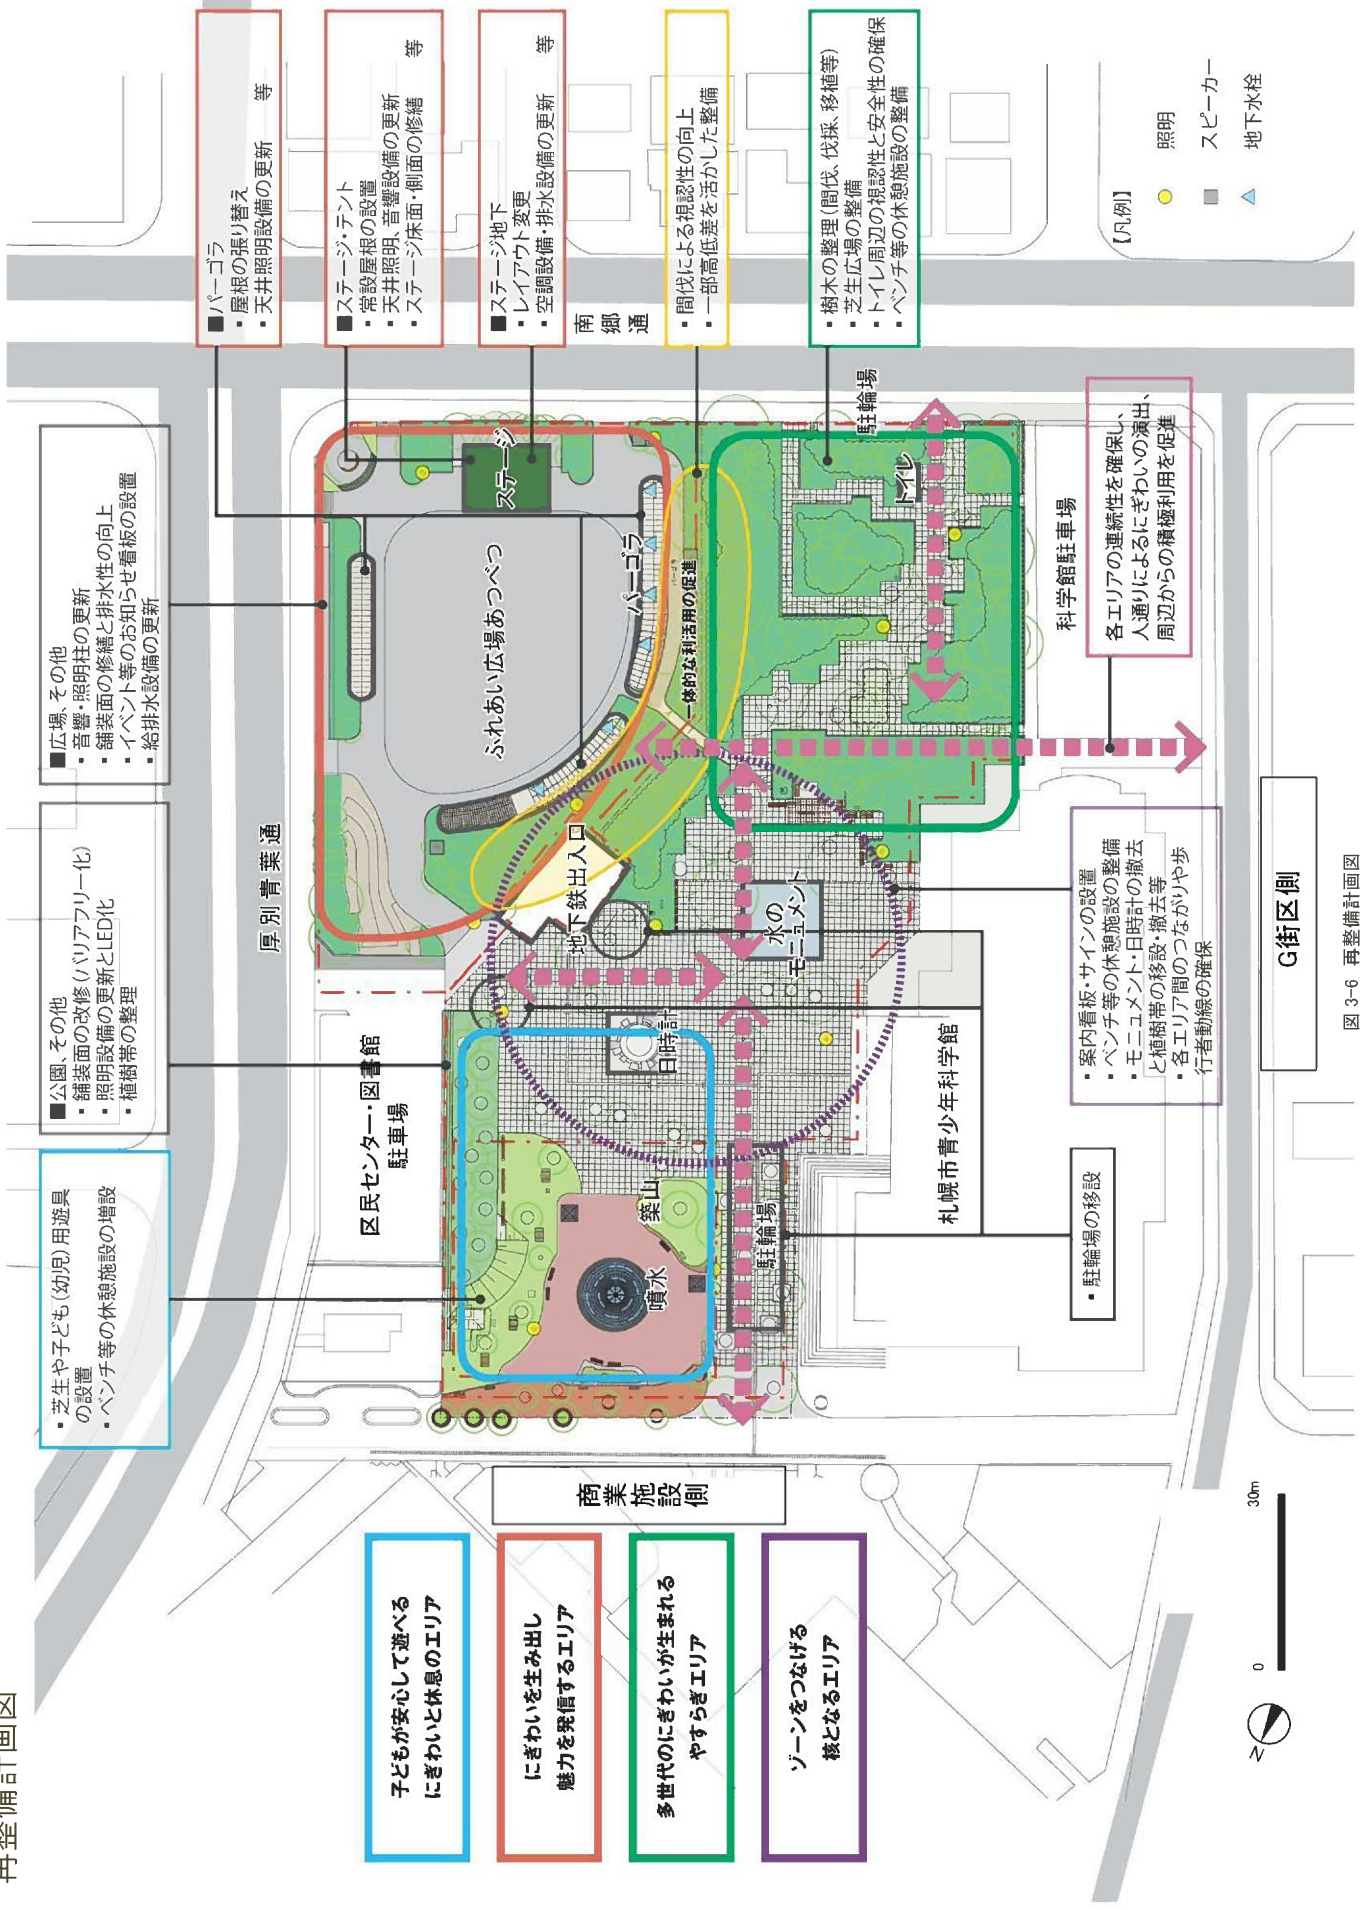 再整備計画図
■公園、その他
・舗装面の改修(バリアフリー化)
・照明設備の更新とLED化
・植樹帯の整理
■広場、その他
・音響・照明柱の更新
・舗装面の修繕と排水性の向上
・イベント等のお知らせ看板の設置
・給排水設備の更新
・芝生や子ども(幼児)用遊具
の設置
・ベンチ等の休憩施設の増設
■パーゴラ
・屋根の張り替え
・天井照明設備の更新 等
■ステージ・テント
・常設屋根の設置
・天井照明、音響設備の更新
・ステージ床面・側面の修繕 等
■ステージ地下
・レイアウト変更
・空調設備・排水設備の更新 等
・間伐による視認性の向上
・一部高低差を活かした整備
・樹木の整理(間伐、伐採、移植等)
・芝生広場の整備
・トイレ周辺の視認性と安全性の確保
・ベンチ等の休憩施設の整備
【凡例】
照明
スピーカー
地下水栓
厚別青葉通
南郷通
区民センター・図書館
駐車場
ふれあい広場あつべつ
ステージ
パーゴラ
パーゴラ
一体的な利活用の促進
地下鉄出入口
水の
モニュメント
日時計
築山
噴水
駐輪場
駐輪場
トイレ
科学館駐車場
札幌市青少年科学館
各エリアの連続性を確保し、
人通りによるにぎわいの演出、
周辺からの積極利用を促進
・案内看板・サインの設置
・ベンチ等の休憩施設の整備
・モニュメント・日時計の撤去
と植樹帯の移設・撤去等
・各エリア間のつながりや歩
行者動線の確保
・駐輪場の移設
商業施設側
G街区側
子どもが安心して遊べる
にぎわいと休息のエリア
にぎわいを生み出し
魅力を発信するエリア
多世代のにぎわいが生まれる
やすらぎエリア
ゾーンをつなげる
核となるエリア
N
0 30m
図 3-6 再整備計画図